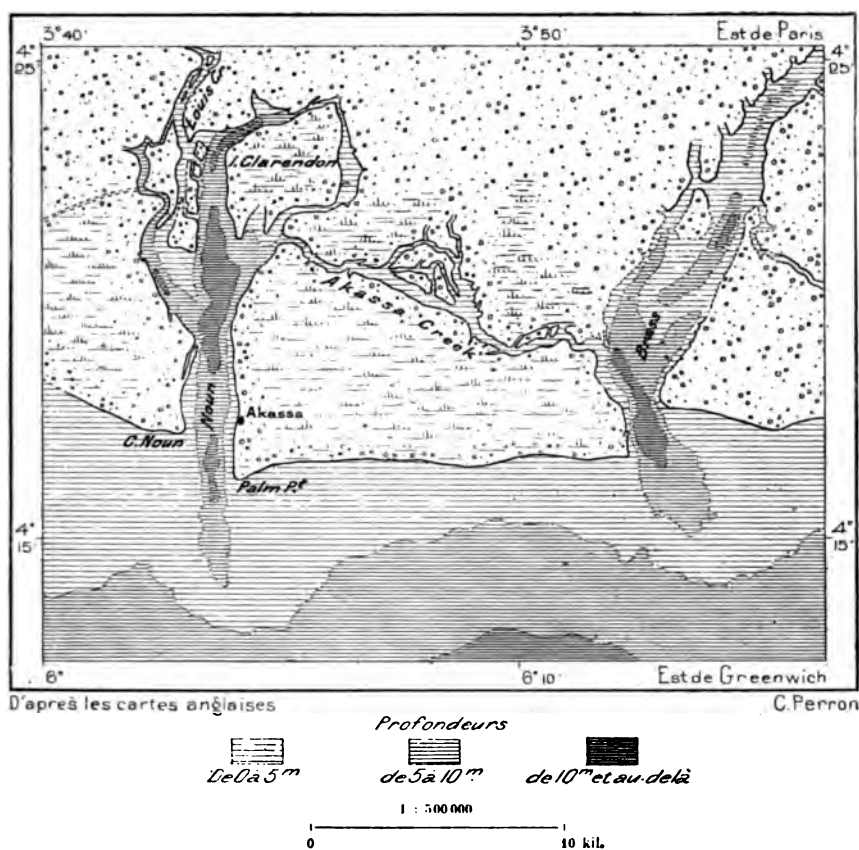 3°40' 3°50' Est de Paris
4° 25' 4° 25'
Louis Cr.
I. Clarendon
Akassa Creek
Brass
Noun
Akassa
C. Noun
Palm P.t
4° 15' 4° 15'
6° 6°10' Est de Greenwich
D'après les cartes anglaises C. Perron
Profondeurs
De 0 à 5m de 5 à 10m de 10m et au-delà
1 : 300 000
0 10 kil.